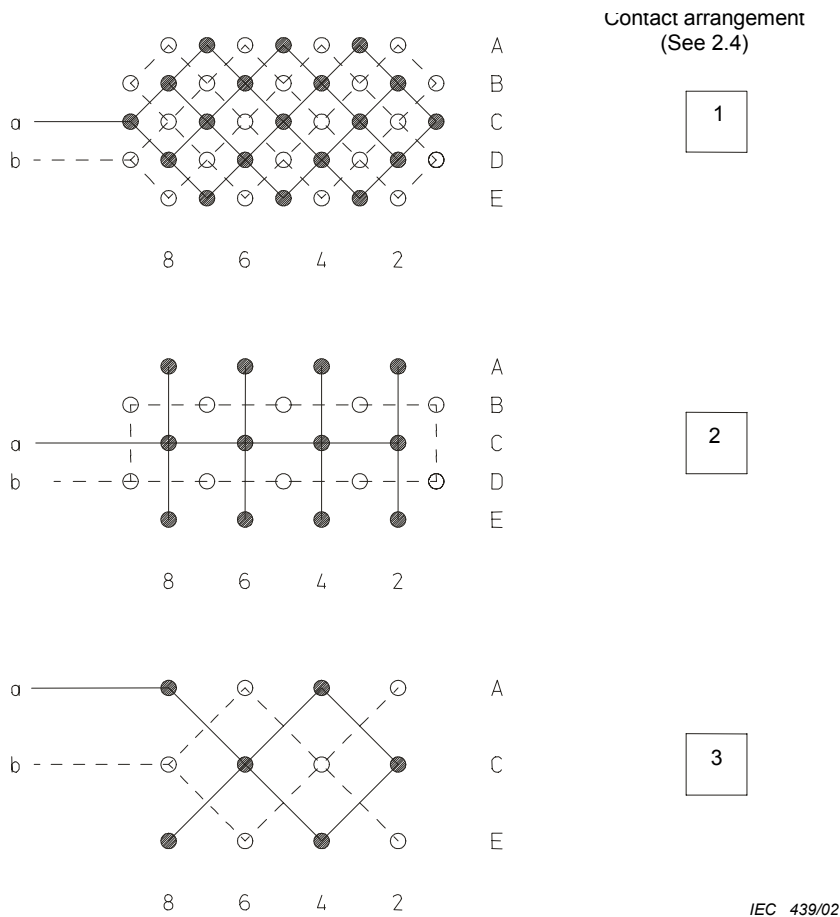 Contact arrangement
(See 2.4)
A
B
a C 1
b D
E
8 6 4 2
A
B
a C 2
b D
E
8 6 4 2
a A
b C 3
E
8 6 4 2
IEC 439/02